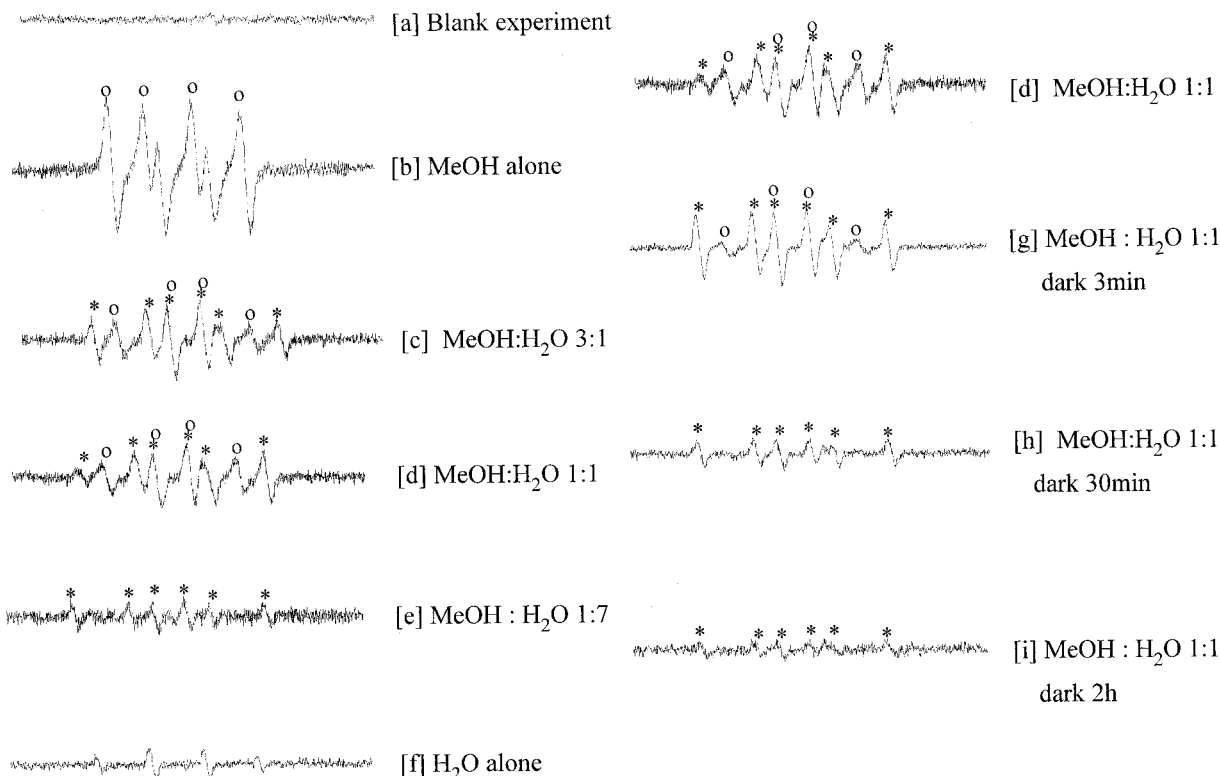 [a] Blank experiment
o o o o
[b] MeOH alone
* o * o * o * * o *
[c] MeOH:H₂O 3:1
* o * o * o * * o *
[d] MeOH:H₂O 1:1
* * * * * *
[e] MeOH : H₂O 1:7
[f] H₂O alone
* o * o * o * * o *
[d] MeOH:H₂O 1:1
* o * o * o * * o *
[g] MeOH : H₂O 1:1
dark 3min
* * * * * *
[h] MeOH:H₂O 1:1
dark 30min
* * * * * *
[i] MeOH : H₂O 1:1
dark 2h